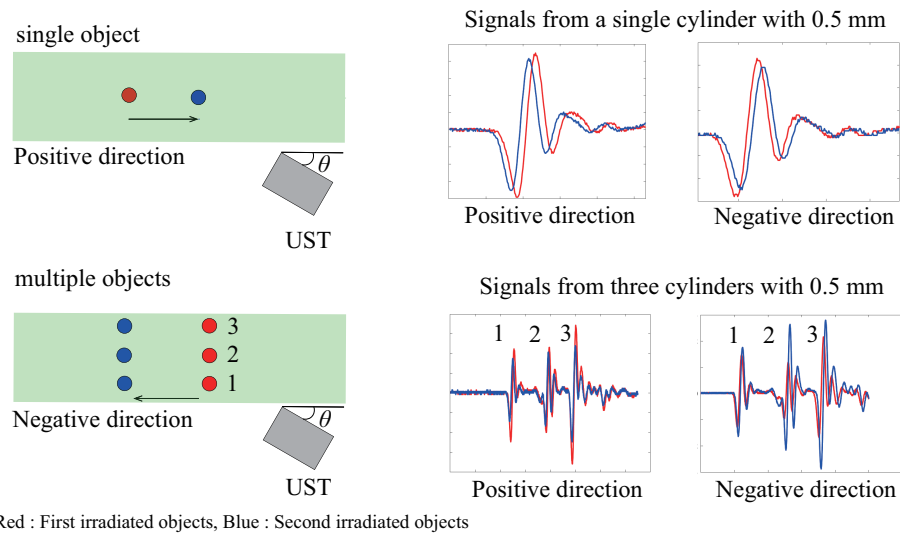 single object
Positive direction
θ
UST
Signals from a single cylinder with 0.5 mm
Positive direction
Negative direction
multiple objects
3
2
1
Negative direction
θ
UST
Signals from three cylinders with 0.5 mm
1 2 3
Positive direction
1 2 3
Negative direction
Red : First irradiated objects, Blue : Second irradiated objects